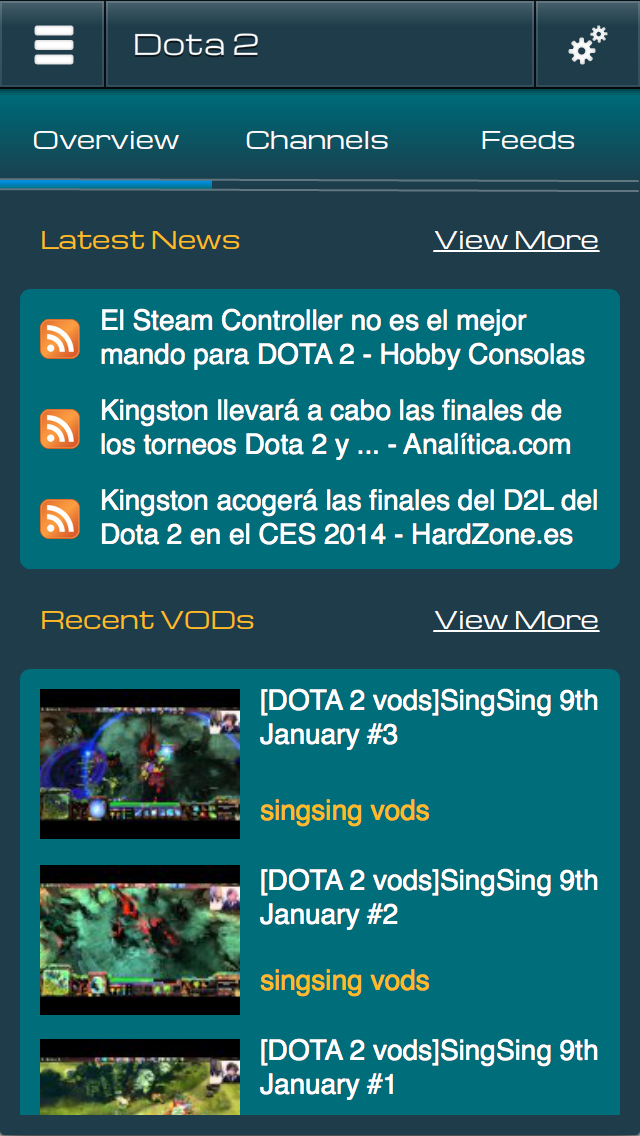 Dota 2
Overview
Channels
Feeds
Latest News
View More
El Steam Controller no es el mejor
mando para DOTA 2 - Hobby Consolas
Kingston llevará a cabo las finales de
los torneos Dota 2 y ... - Analítica.com
Kingston acogerá las finales del D2L del
Dota 2 en el CES 2014 - HardZone.es
Recent VODs
View More
[DOTA 2 vods]SingSing 9th
January #3
singsing vods
[DOTA 2 vods]SingSing 9th
January #2
singsing vods
[DOTA 2 vods]SingSing 9th
January #1